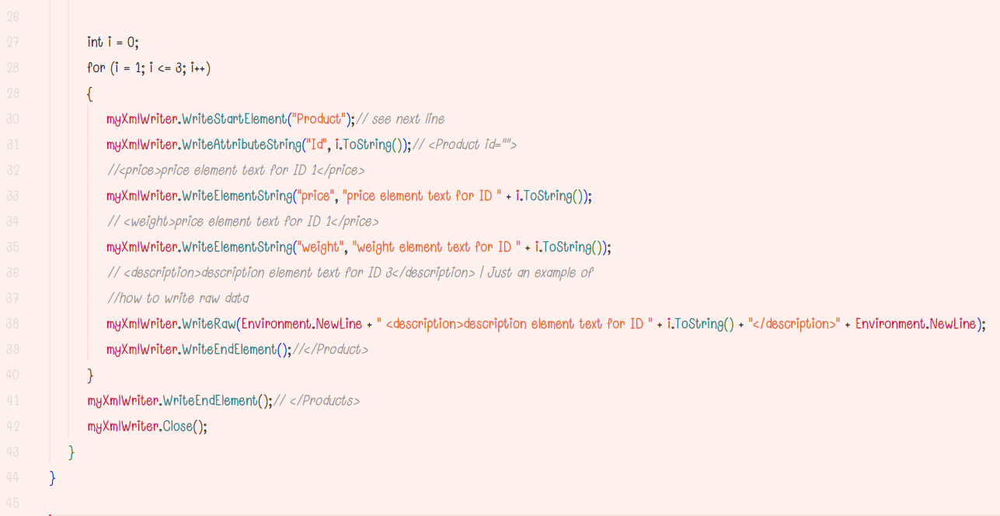 26
27 int i = 0;
28 for (i = 1; i <= 3; i++)
29 {
30 myXmlWriter.WriteStartElement("Product");// see next line
31 myXmlWriter.WriteAttributeString("Id", i.ToString());// <Product id="">
32 //<price>price element text for ID 1</price>
33 myXmlWriter.WriteElementString("price", "price element text for ID " + i.ToString());
34 // <weight>price element text for ID 1</price>
35 myXmlWriter.WriteElementString("weight", "weight element text for ID " + i.ToString());
36 // <description>description element text for ID 3</description> | Just an example of
37 //how to write raw data
38 myXmlWriter.WriteRaw(Environment.NewLine + " <description>description element text for ID " + i.ToString() + "</description>" + Environment.NewLine);
39 myXmlWriter.WriteEndElement();//</Product>
40 }
41 myXmlWriter.WriteEndElement();// </Products>
42 myXmlWriter.Close();
43 }
44 }
45